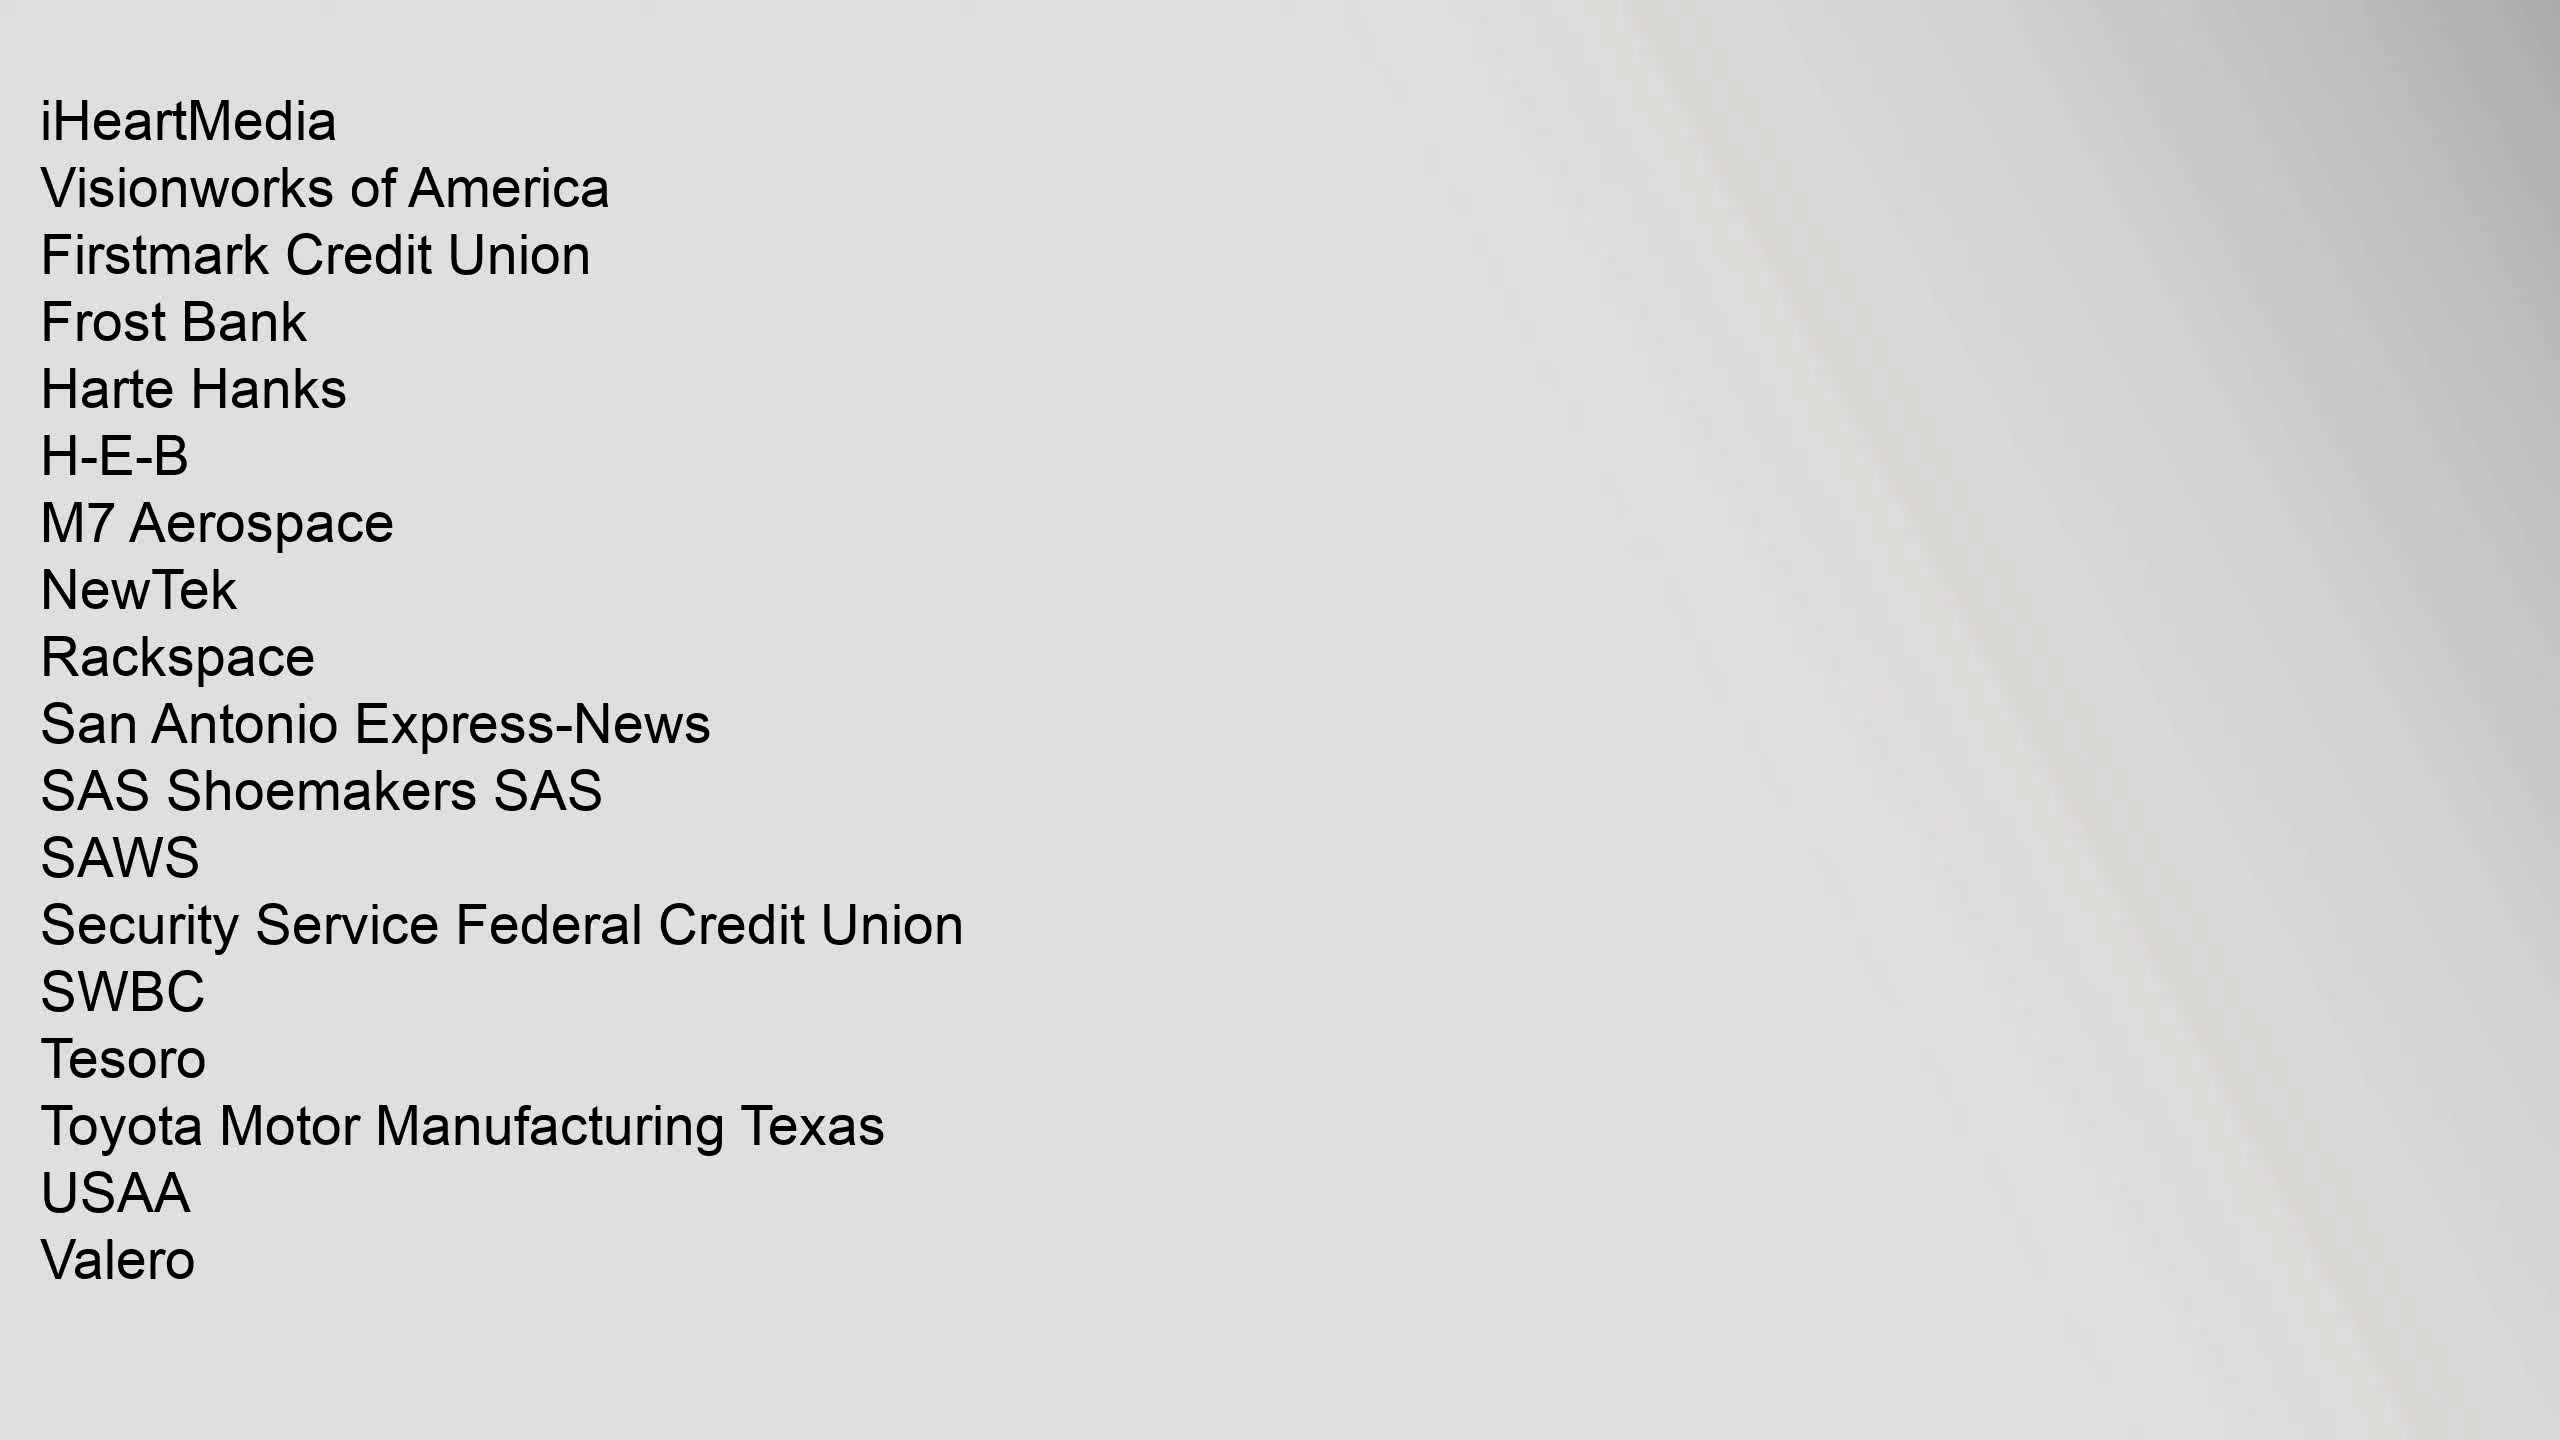 iHeartMedia
Visionworks of America
Firstmark Credit Union
Frost Bank
Harte Hanks
H-E-B
M7 Aerospace
NewTek
Rackspace
San Antonio Express-News
SAS Shoemakers SAS
SAWS
Security Service Federal Credit Union
SWBC
Tesoro
Toyota Motor Manufacturing Texas
USAA
Valero